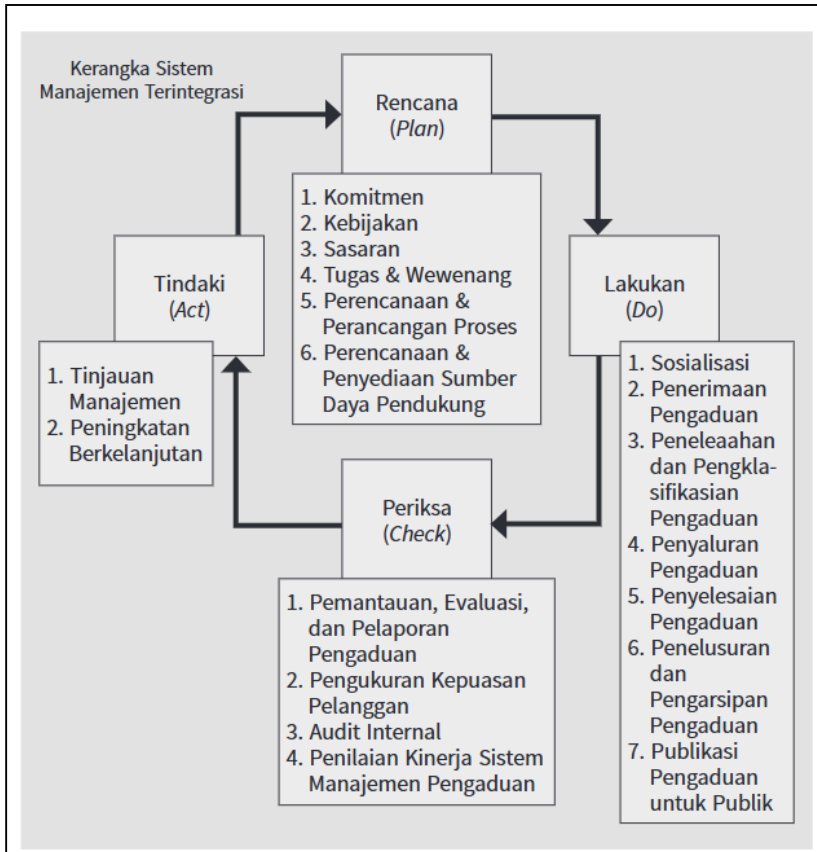 Kerangka Sistem
Manajemen Terintegrasi
Rencana
(Plan)
1. Komitmen
2. Kebijakan
3. Sasaran
4. Tugas & Wewenang
5. Perencanaan &
Perancangan Proses
6. Perencanaan &
Penyediaan Sumber
Daya Pendukung
Lakukan
(Do)
1. Sosialisasi
2. Penerimaan
Pengaduan
3. Peneleaahan
dan Pengkla-
sifikasian
Pengaduan
4. Penyaluran
Pengaduan
5. Penyelesaian
Pengaduan
6. Penelusuran
dan
Pengarsipan
Pengaduan
7. Publikasi
Pengaduan
untuk Publik
Periksa
(Check)
1. Pemantauan, Evaluasi,
dan Pelaporan
Pengaduan
2. Pengukuran Kepuasan
Pelanggan
3. Audit Internal
4. Penilaian Kinerja Sistem
Manajemen Pengaduan
Tindaki
(Act)
1. Tinjauan
Manajemen
2. Peningkatan
Berkelanjutan